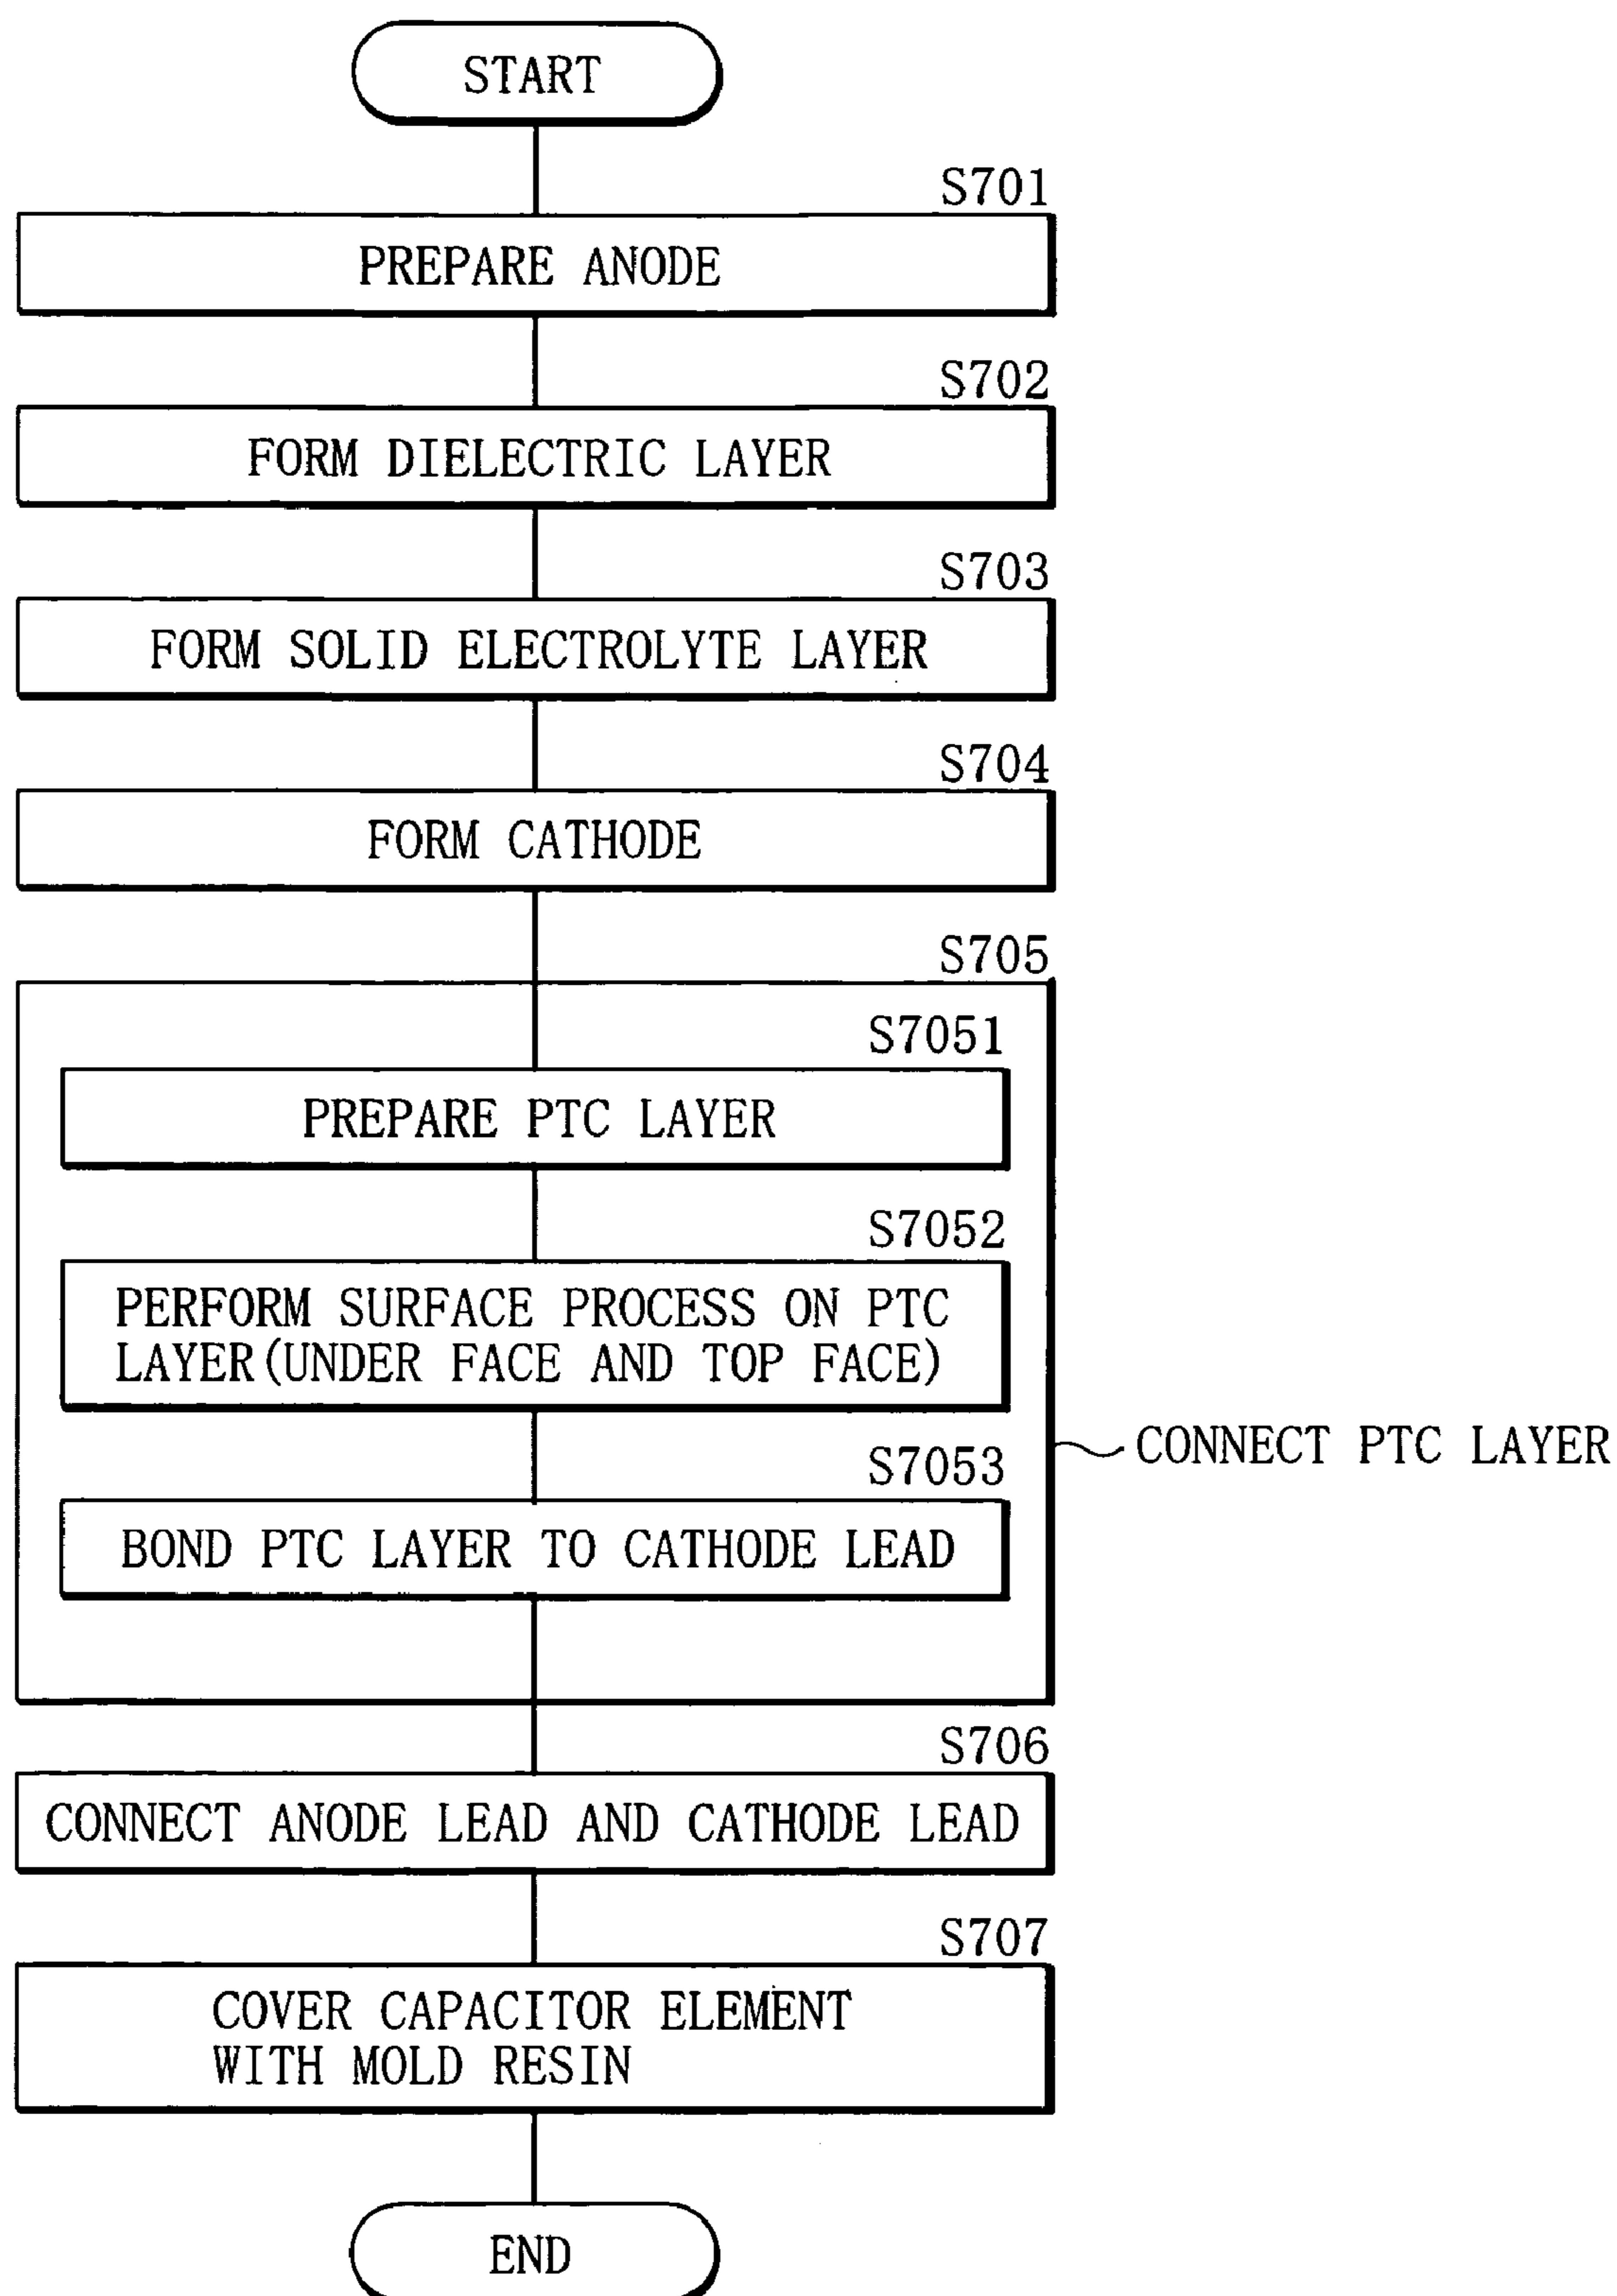 START
S701
PREPARE ANODE
S702
FORM DIELECTRIC LAYER
S703
FORM SOLID ELECTROLYTE LAYER
S704
FORM CATHODE
S705
S7051
PREPARE PTC LAYER
S7052
PERFORM SURFACE PROCESS ON PTC
LAYER(UNDER FACE AND TOP FACE)
S7053
BOND PTC LAYER TO CATHODE LEAD
CONNECT PTC LAYER
S706
CONNECT ANODE LEAD AND CATHODE LEAD
S707
COVER CAPACITOR ELEMENT
WITH MOLD RESIN
END